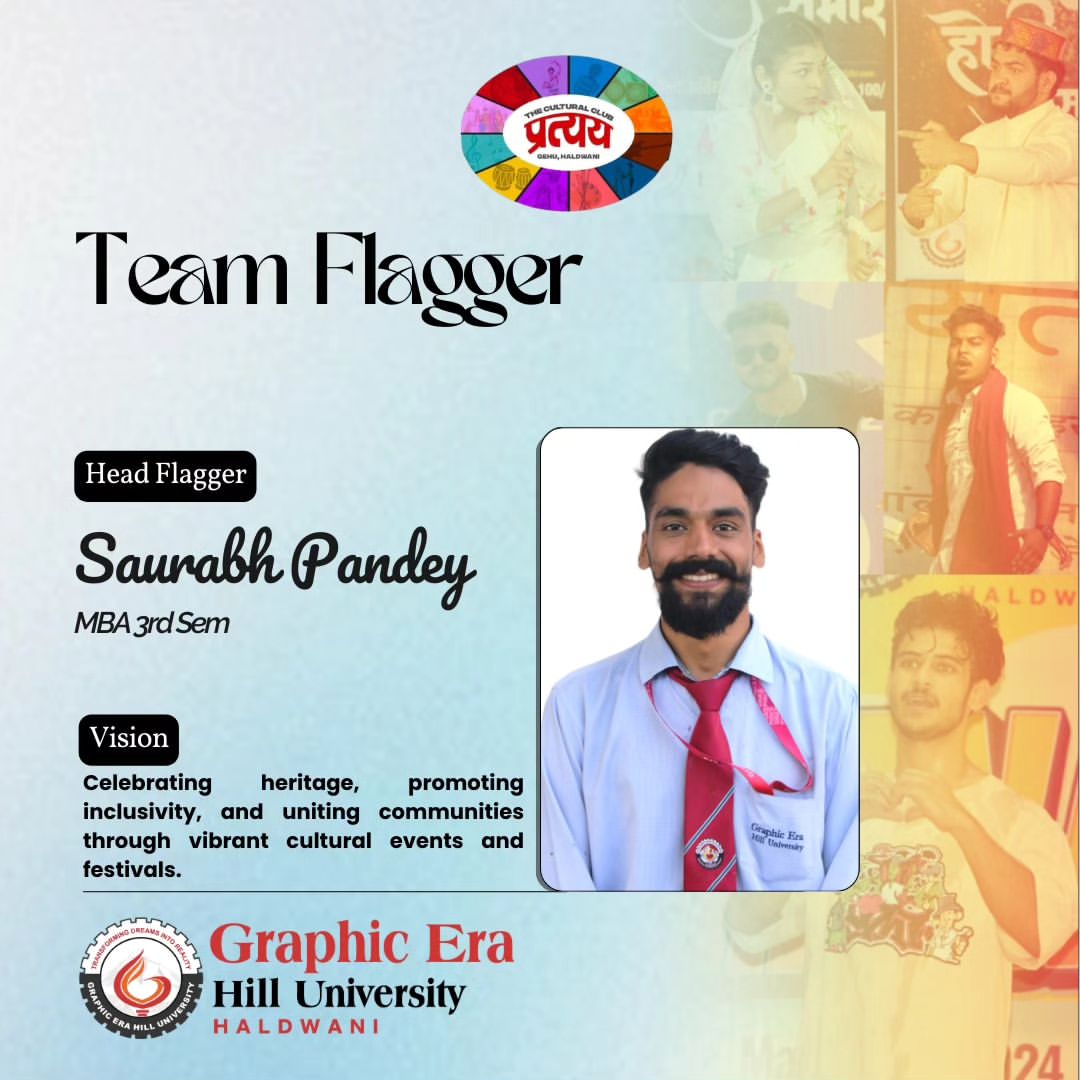 THE CULTURAL CLUB
प्रत्यय
GEHU, HALDWANI
100/
हो
Team Flagger
Head Flagger
Saurabh Pandey
MBA 3rd Sem
Vision
Celebrating heritage, promoting
inclusivity, and uniting communities
through vibrant cultural events and
festivals.
Graphic Era
Hill University
TRANSFORMING DREAMS INTO REALITY
GRAPHIC ERA HILL UNIVERSITY
Graphic Era
Hill University
HALDWANI